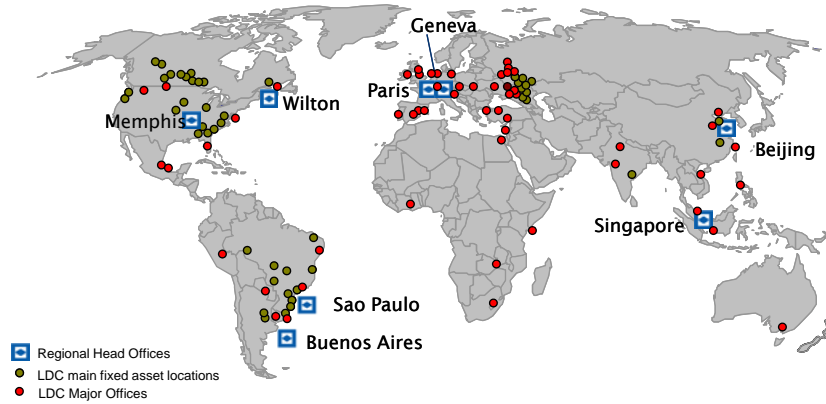 Geneva
Paris
Wilton
Memphis
Beijing
Singapore
Sao Paulo
Buenos Aires
Regional Head Offices
LDC main fixed asset locations
LDC Major Offices